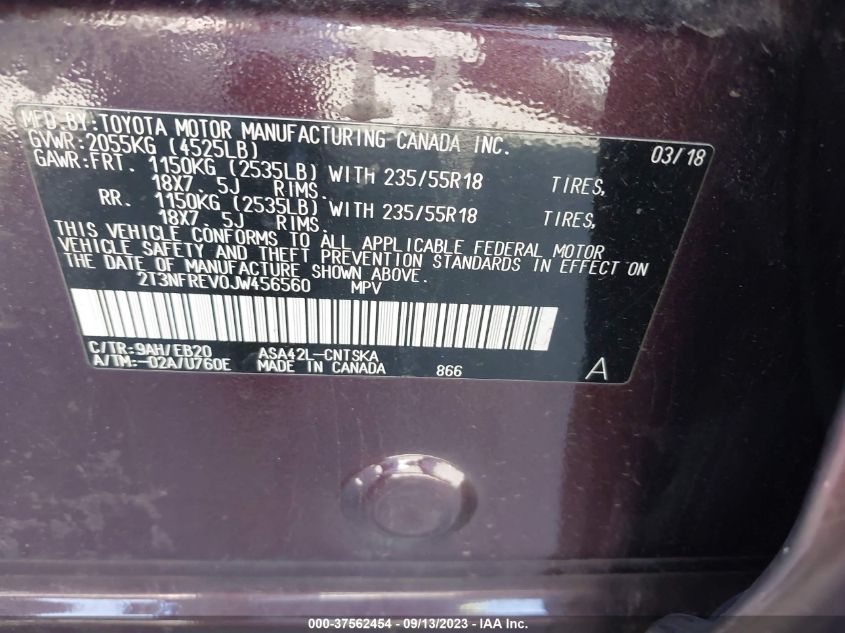 MFD BY:TOYOTA MOTOR MANUFACTURING CANADA INC. 03/18
GVWR:2055KG (4525LB)
GAWR:FRT. 1150KG (2535LB) WITH 235/55R18 TIRES,
18X7. 5J RIMS.
RR. 1150KG (2535LB) WITH 235/55R18 TIRES,
18X7. 5J RIMS.
THIS VEHICLE CONFORMS TO ALL APPLICABLE FEDERAL MOTOR
VEHICLE SAFETY AND THEFT PREVENTION STANDARDS IN EFFECT ON
THE DATE OF MANUFACTURE SHOWN ABOVE.
2T3NFREV0JW456560 MPV
C/TR:9AH/EB20 ASA42L-CNTSKA
A/TM:-02A/U760E MADE IN CANADA 866 A
000-37562454 - 09/13/2023 - IAAI Inc.